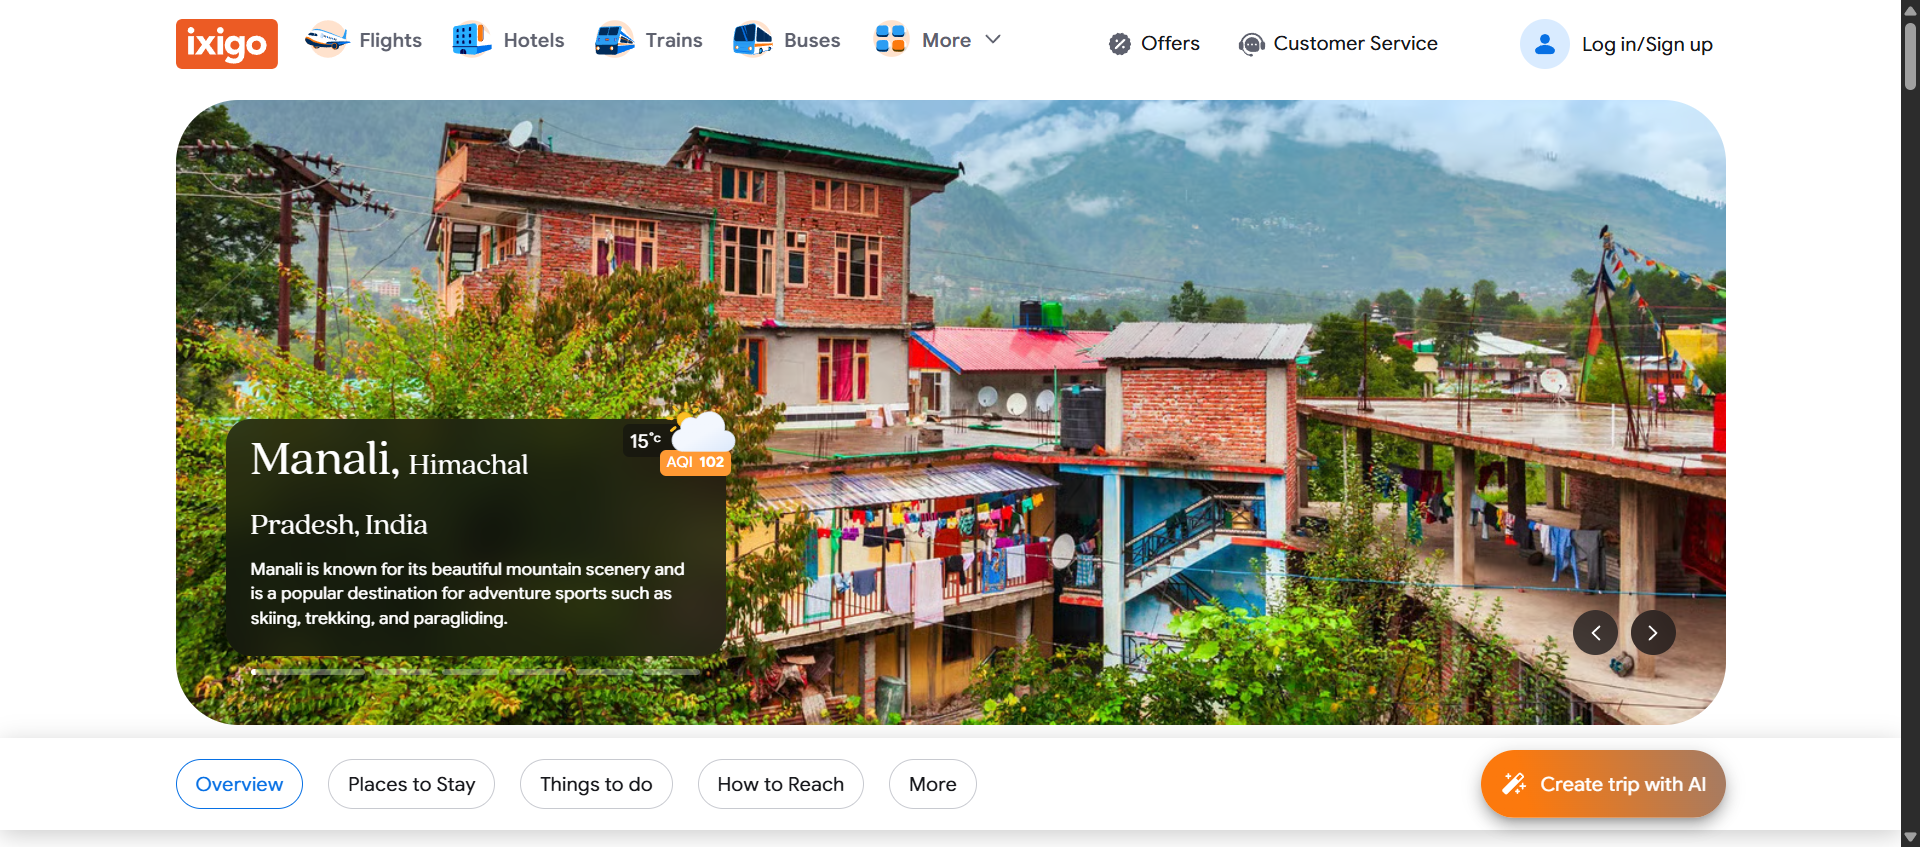 ixigo
Flights
Hotels
Trains
Buses
More
Offers
Customer Service
Log in/Sign up
15°c
AQI 102
Manali, Himachal
Pradesh, India
Manali is known for its beautiful mountain scenery and
is a popular destination for adventure sports such as
skiing, trekking, and paragliding.
Overview
Places to Stay
Things to do
How to Reach
More
Create trip with AI